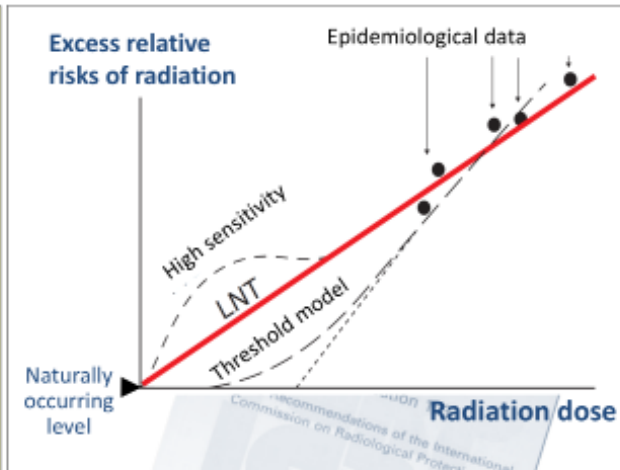 Excess relative
risks of radiation
Epidemiological data
High sensitivity
LNT
Threshold model
Naturally
occurring
level
Radiation dose
Recommendations of the International
Commission on Radiological Protec